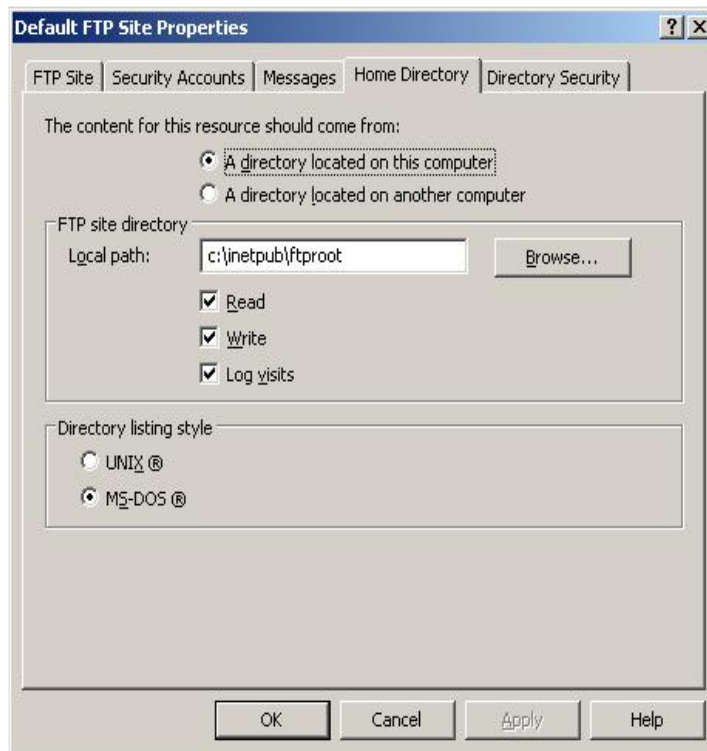 Default FTP Site Properties
FTP Site Security Accounts Messages Home Directory Directory Security
The content for this resource should come from:
A directory located on this computer
A directory located on another computer
FTP site directory
Local path: c:\inetpub\ftproot Browse...
Read
Write
Log visits
Directory listing style
UNIX ®
MS-DOS ®
OK Cancel Apply Help